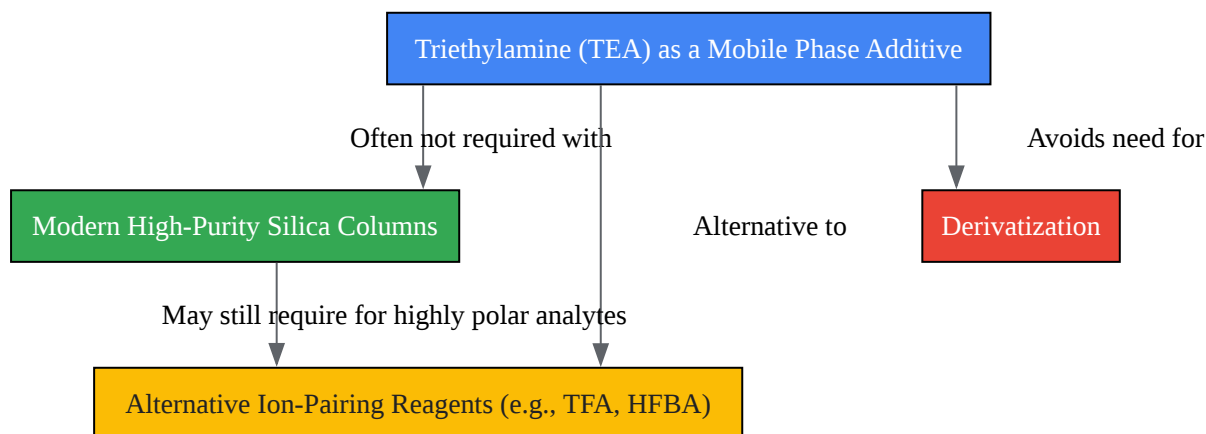 Triethylamine (TEA) as a Mobile Phase Additive
Often not required with
Avoids need for
Modern High-Purity Silica Columns
Alternative to
Derivatization
May still require for highly polar analytes
Alternative Ion-Pairing Reagents (e.g., TFA, HFBA)